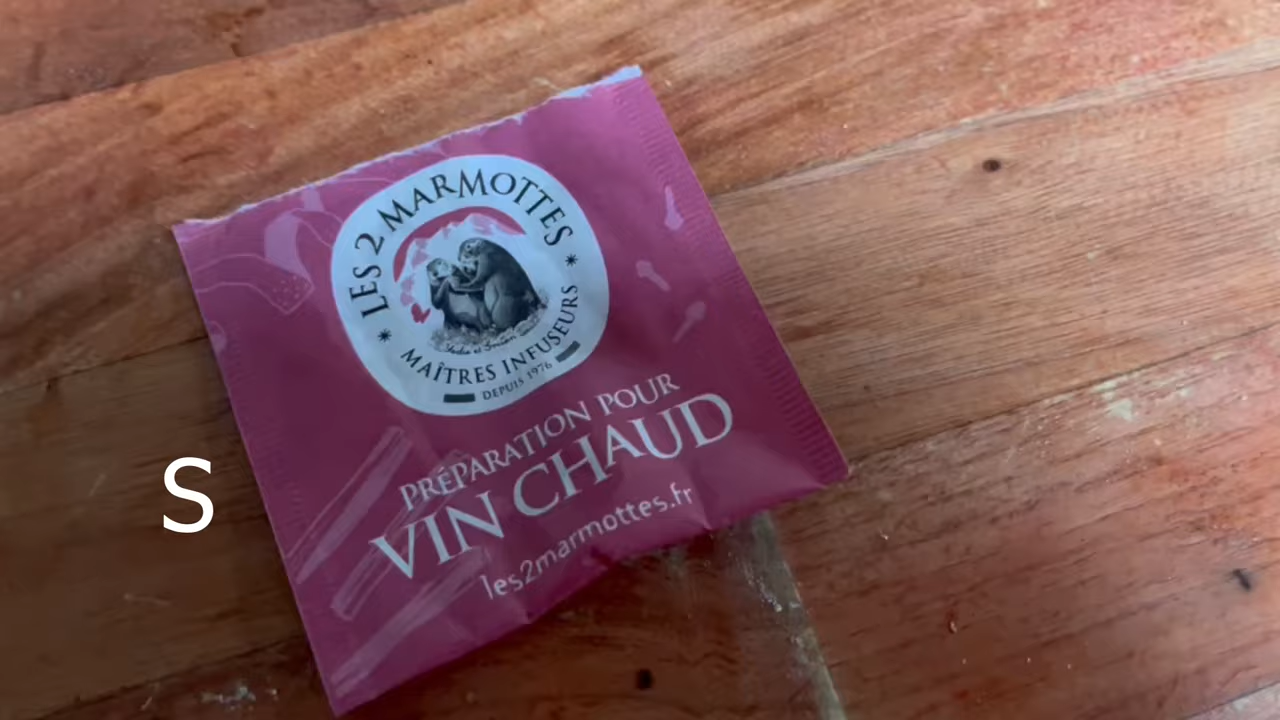 LES 2 MARMOTTES
MAÎTRES INFUSEURS
DEPUIS 1976
PRÉPARATION POUR
VIN CHAUD
les2marmottes.fr
S